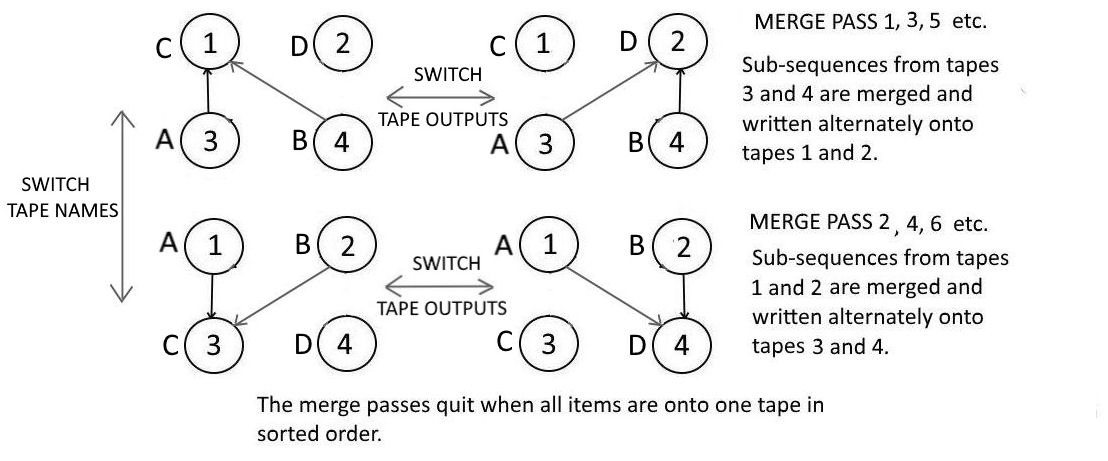 C 1 D 2 C 1 D 2
MERGE PASS 1, 3, 5 etc.
SWITCH
TAPE OUTPUTS
Sub-sequences from tapes
3 and 4 are merged and
written alternately onto
tapes 1 and 2.
A 3 B 4 A 3 B 4
SWITCH
TAPE NAMES
A 1 B 2 A 1 B 2
MERGE PASS 2, 4, 6 etc.
SWITCH
TAPE OUTPUTS
Sub-sequences from tapes
1 and 2 are merged and
written alternately onto
tapes 3 and 4.
C 3 D 4 C 3 D 4
The merge passes quit when all items are onto one tape in
sorted order.